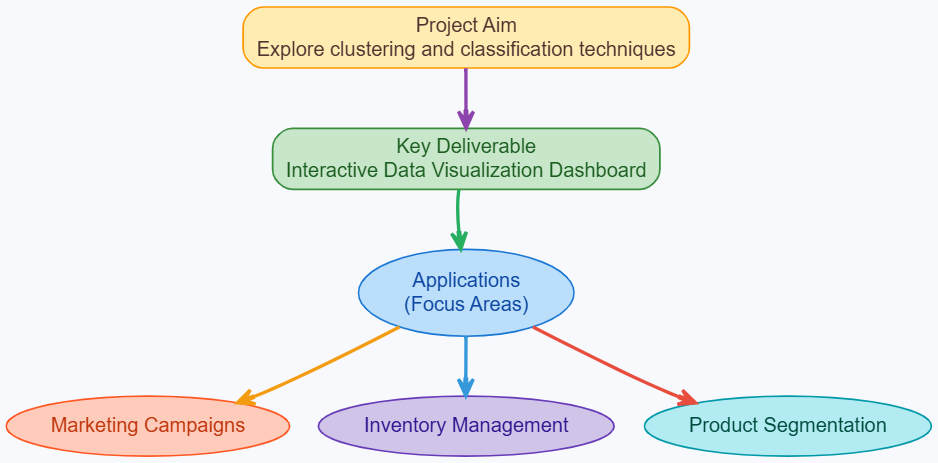 Project Aim
Explore clustering and classification techniques
Key Deliverable
Interactive Data Visualization Dashboard
Applications
(Focus Areas)
Marketing Campaigns
Inventory Management
Product Segmentation